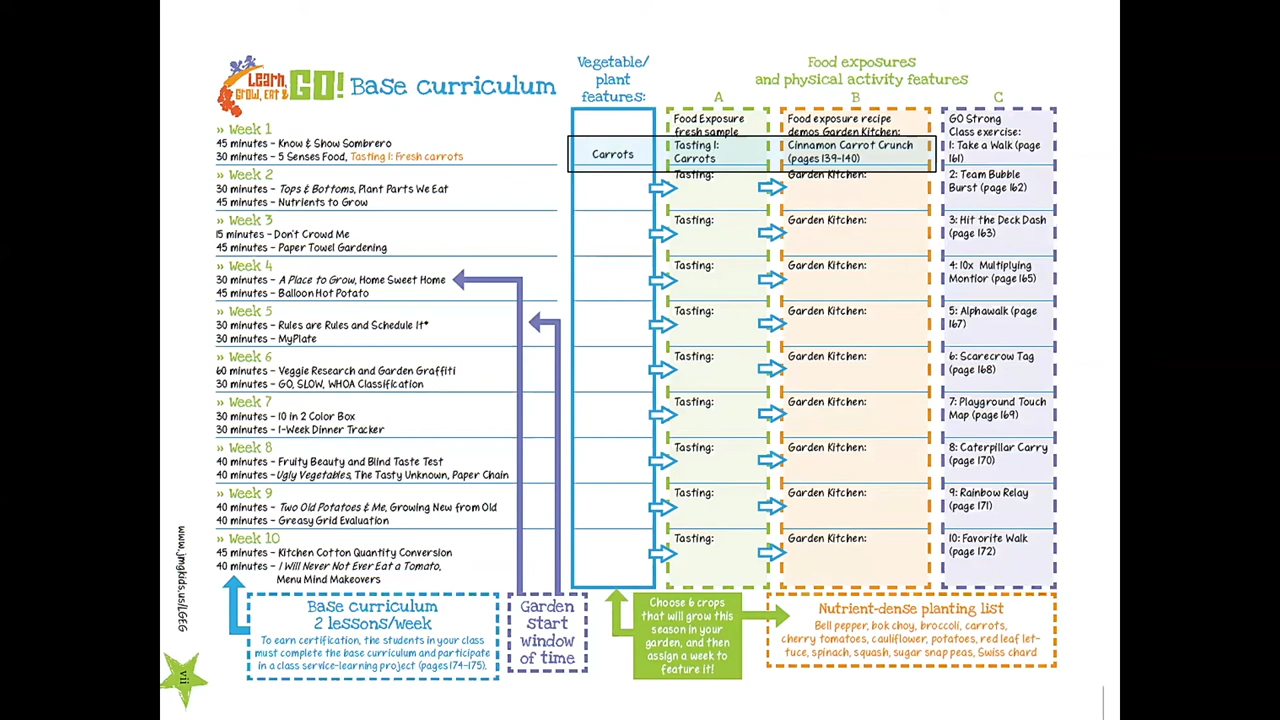 Learn, Grow, Eat & GO! Base curriculum
Vegetable/
plant
features:
Food exposures
and physical activity features
A
B
C
Food Exposure
fresh sample
Food exposure recipe
demos Garden Kitchen:
GO Strong
Class exercise:
» Week 1
45 minutes – Know & Show Sombrero
30 minutes – 5 Senses Food, Tasting 1: Fresh carrots
Carrots
Tasting 1:
Carrots
Cinnamon Carrot Crunch
(pages 139-140)
1: Take a Walk (page
161)
» Week 2
30 minutes – Tops & Bottoms, Plant Parts We Eat
45 minutes – Nutrients to Grow
Tasting:
Garden Kitchen:
2: Team Bubble
Burst (page 162)
» Week 3
15 minutes – Don't Crowd Me
45 minutes – Paper Towel Gardening
Tasting:
Garden Kitchen:
3: Hit the Deck Dash
(page 163)
» Week 4
30 minutes – A Place to Grow, Home Sweet Home
45 minutes – Balloon Hot Potato
Tasting:
Garden Kitchen:
4: 10x Multiplying
Montior (page 165)
» Week 5
30 minutes – Rules are Rules and Schedule It*
30 minutes – MyPlate
Tasting:
Garden Kitchen:
5: Alphawalk (page
167)
» Week 6
60 minutes – Veggie Research and Garden Graffiti
30 minutes – GO, SLOW, WHOA Classification
Tasting:
Garden Kitchen:
6: Scarecrow Tag
(page 168)
» Week 7
30 minutes – 10 in 2 Color Box
30 minutes – 1-Week Dinner Tracker
Tasting:
Garden Kitchen:
7: Playground Touch
Map (page 169)
» Week 8
40 minutes – Fruity Beauty and Blind Taste Test
40 minutes – Ugly Vegetables, The Tasty Unknown, Paper Chain
Tasting:
Garden Kitchen:
8: Caterpillar Carry
(page 170)
» Week 9
40 minutes – Two Old Potatoes & Me, Growing New from Old
40 minutes – Greasy Grid Evaluation
Tasting:
Garden Kitchen:
9: Rainbow Relay
(page 171)
» Week 10
45 minutes – Kitchen Cotton Quantity Conversion
40 minutes – I Will Never Not Ever Eat a Tomato,
Menu Mind Makeovers
Tasting:
Garden Kitchen:
10: Favorite Walk
(page 172)
Base curriculum
2 lessons/week
To earn certification, the students in your class
must complete the base curriculum and participate
in a class service-learning project (pages 174-175).
Garden
start
window
of time
Choose 6 crops
that will grow this
season in your
garden, and then
assign a week to
feature it!
Nutrient-dense planting list
Bell pepper, bok choy, broccoli, carrots,
cherry tomatoes, cauliflower, potatoes, red leaf let-
tuce, spinach, squash, sugar snap peas, Swiss chard
www.jmgkids.us/LGEG
vii